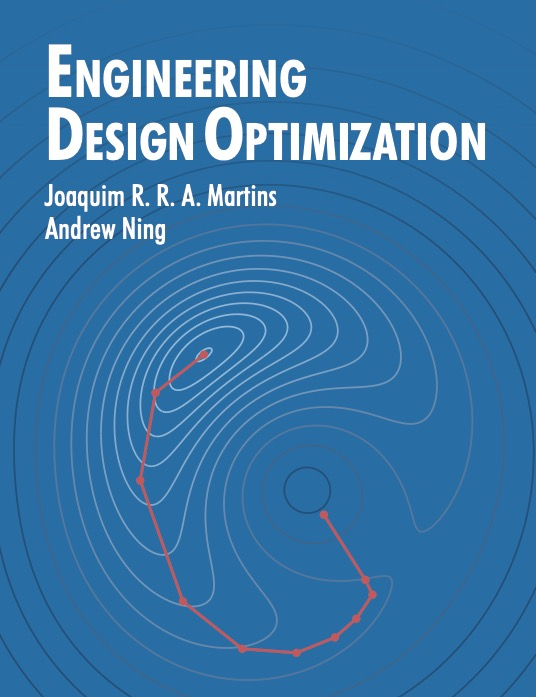 ENGINEERING
DESIGN OPTIMIZATION
Joaquim R. R. A. Martins
Andrew Ning